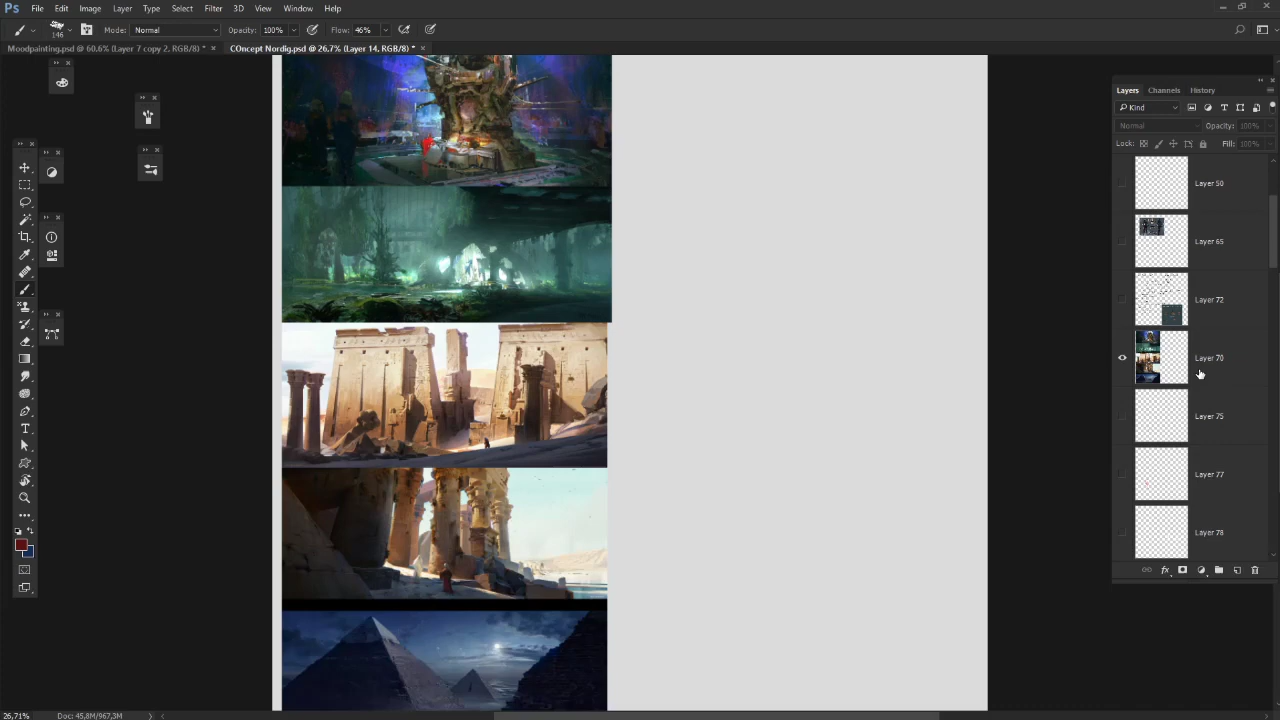 Ps File Edit Image Layer Type Select Filter 3D View Window Help
146 Mode: Normal Opacity: 100% Flow: 46%
Moodpainting.psd @ 60,6% (Layer 7 copy 2, RGB/8) * × COncept Nordig.psd @ 26,7% (Layer 14, RGB/8) * ×
Layers Channels History
Kind
Normal Opacity: 100%
Lock: Fill: 100%
Layer 50
Layer 65
Layer 72
Layer 70
Layer 75
Layer 77
Layer 78
fx
26,71% Doc: 45,8M/967,3M